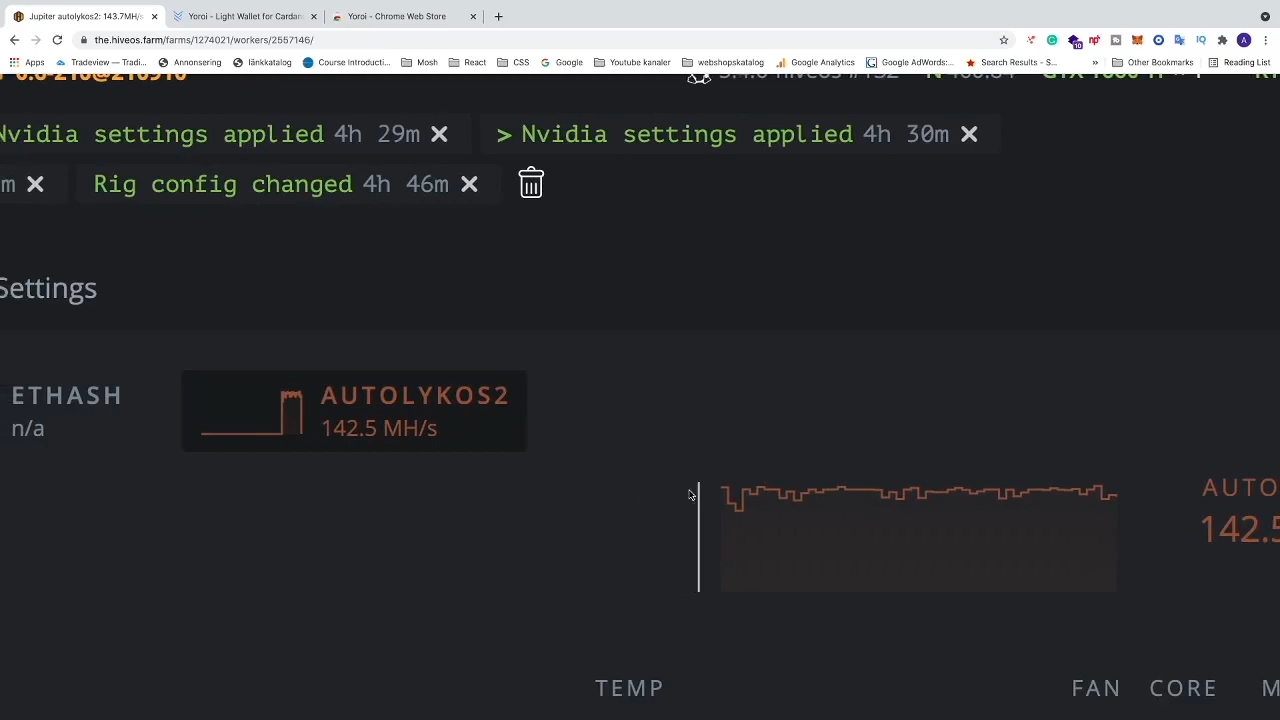 Jupiter autolykos2: 143.7MH/s
Yoroi - Light Wallet for Cardan
Yoroi - Chrome Web Store
the.hiveos.farm/farms/1274021/workers/2557146/
Apps Tradeview — Tradi... Annonsering länkkatalog Course Introducti... Mosh React CSS Google Youtube kanaler webshopskatalog Google Analytics Google AdWords:... Search Results - S... » Other Bookmarks Reading List
Nvidia settings applied 4h 29m > Nvidia settings applied 4h 30m
m Rig config changed 4h 46m
Settings
ETHASH
n/a
AUTOLYKOS2
142.5 MH/s
AUTO
142.5
TEMP FAN CORE M